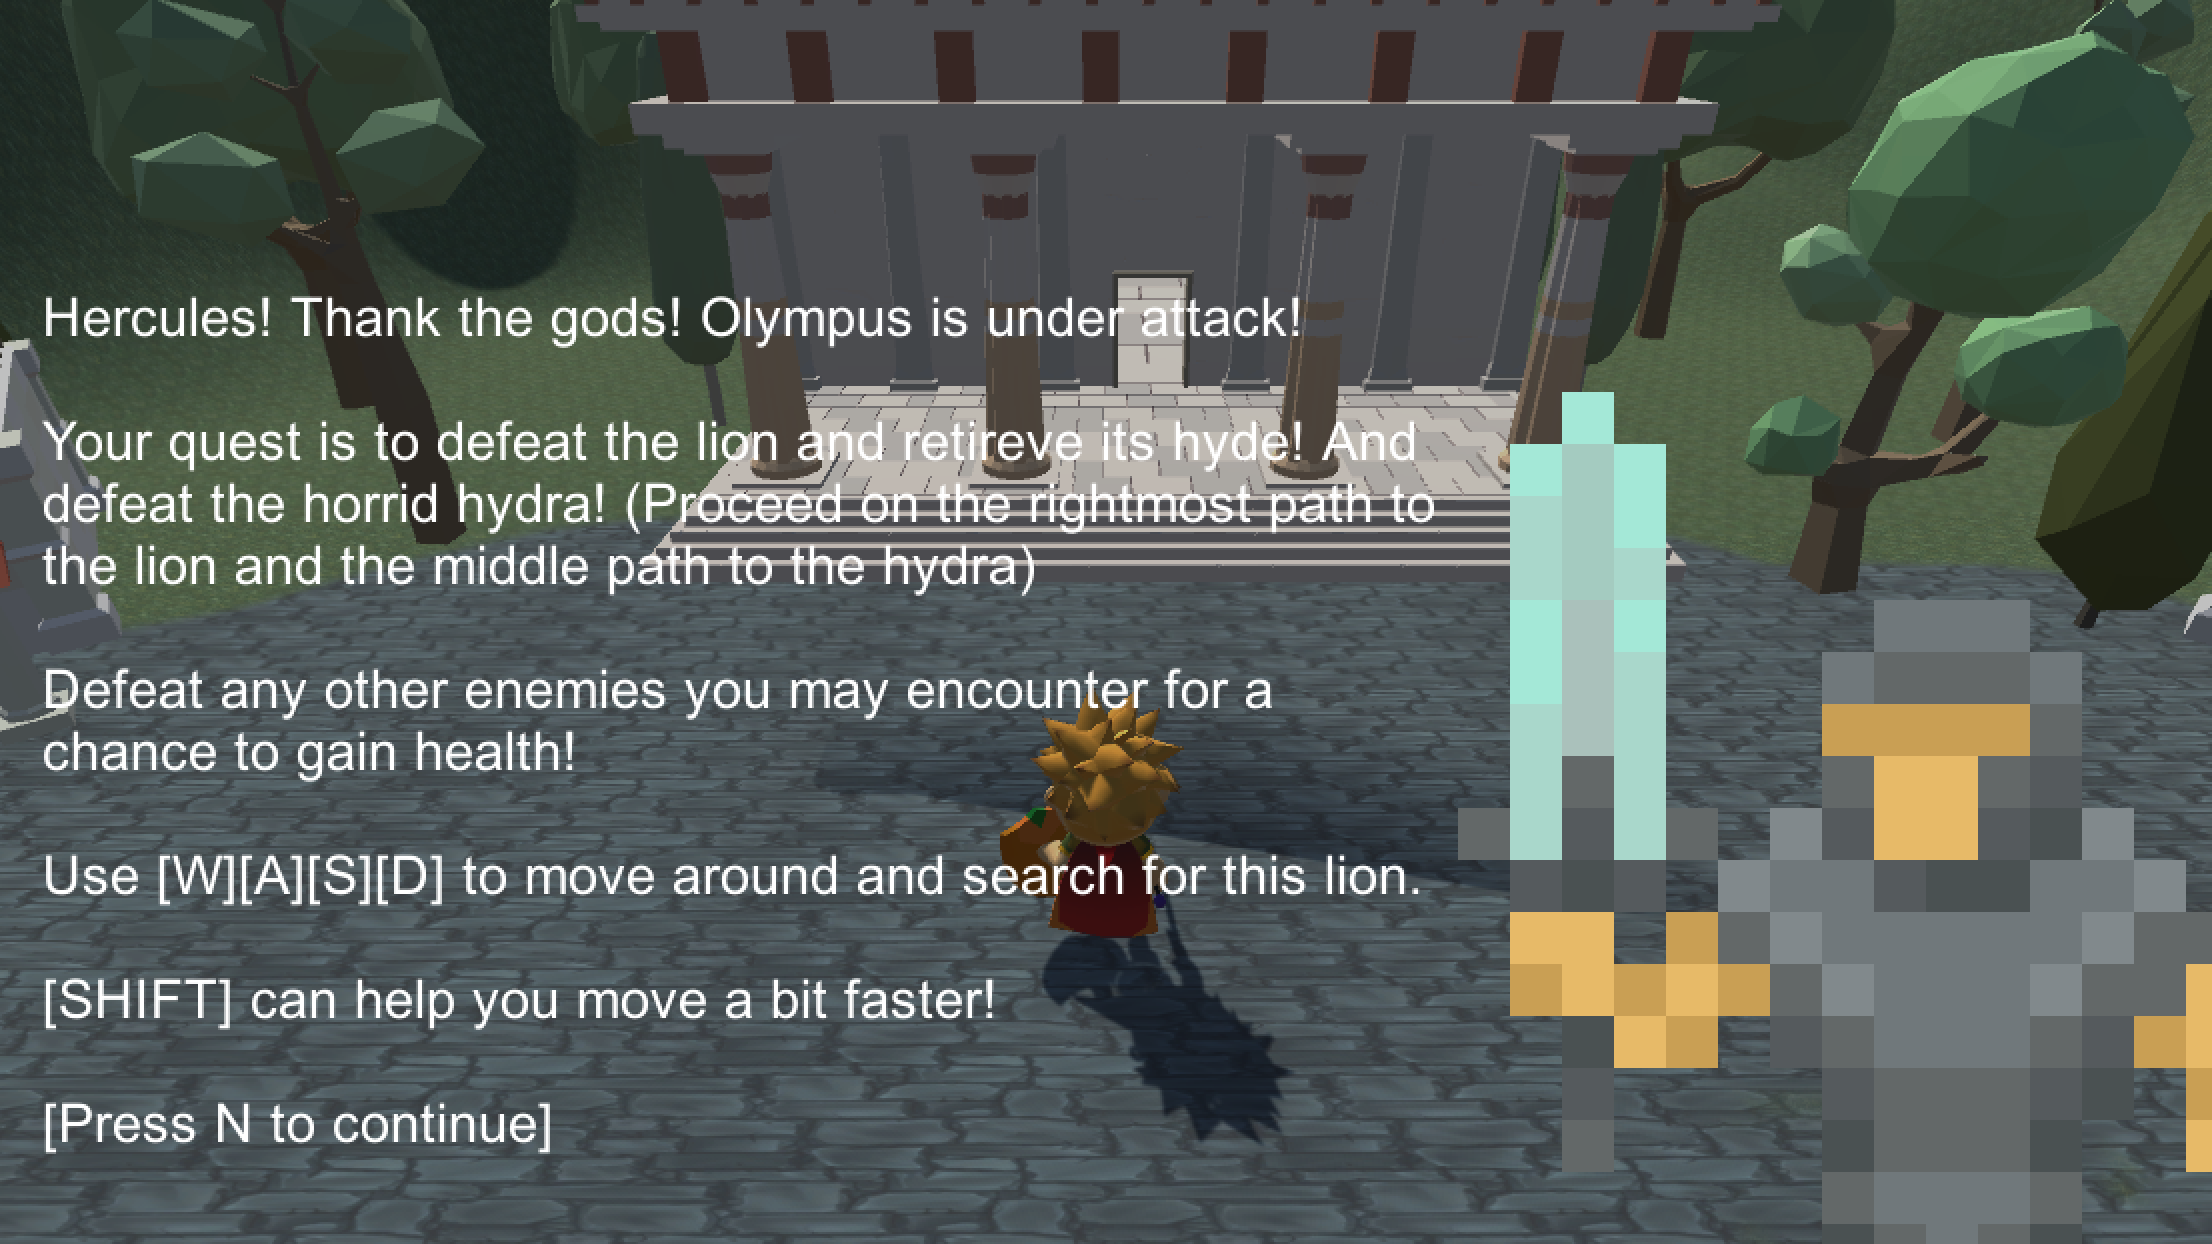 Hercules! Thank the gods! Olympus is under attack!
Your quest is to defeat the lion and retireve its hyde! And
defeat the horrid hydra! (Proceed on the rightmost path to
the lion and the middle path to the hydra)
Defeat any other enemies you may encounter for a
chance to gain health!
Use [W][A][S][D] to move around and search for this lion.
[SHIFT] can help you move a bit faster!
[Press N to continue]